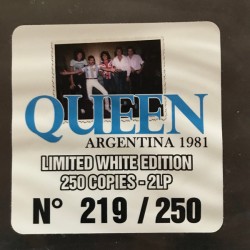 QUEEN
ARGENTINA 1981
LIMITED WHITE EDITION
250 COPIES - 2LP
N° 219 / 250